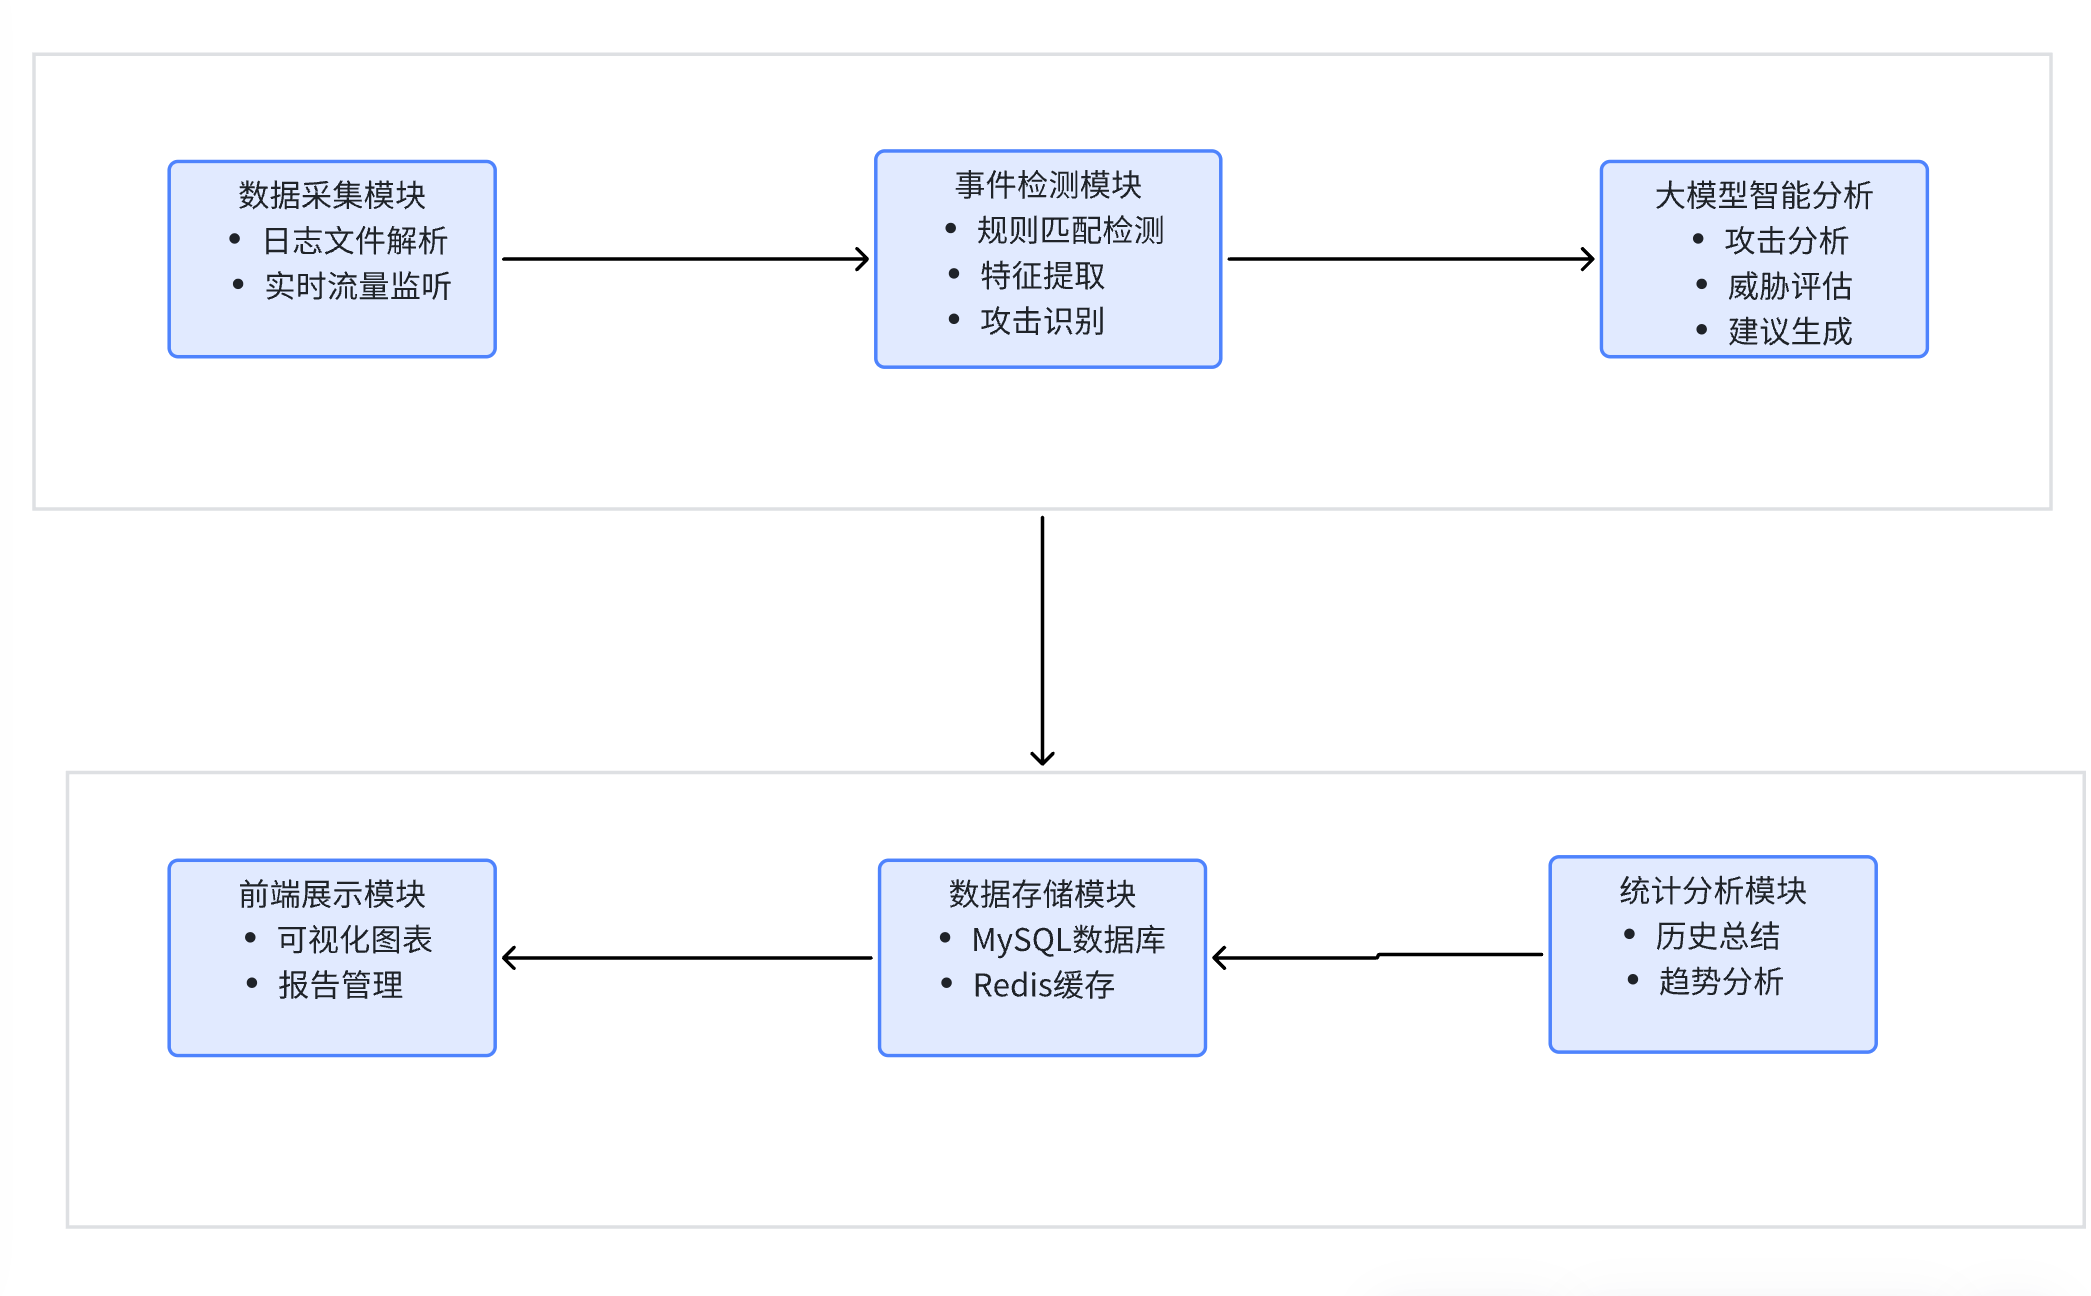 数据采集模块
• 日志文件解析
• 实时流量监听
事件检测模块
• 规则匹配检测
• 特征提取
• 攻击识别
大模型智能分析
• 攻击分析
• 威胁评估
• 建议生成
前端展示模块
• 可视化图表
• 报告管理
数据存储模块
• MySQL数据库
• Redis缓存
统计分析模块
• 历史总结
• 趋势分析